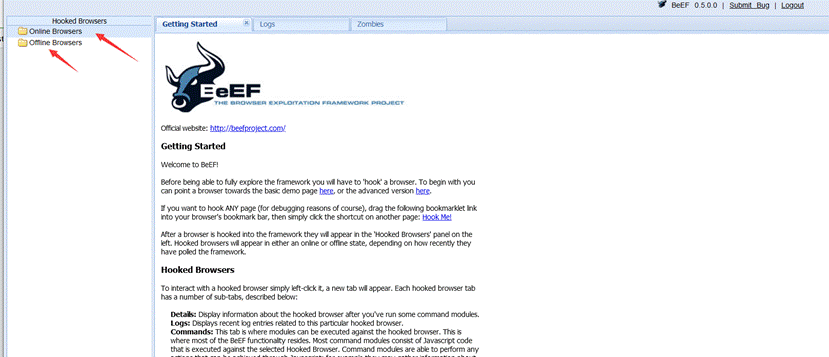 BeEF 0.5.0.0 | Submit Bug | Logout
Hooked Browsers
Online Browsers
Offline Browsers
Getting Started
Logs
Zombies
BeEF
THE BROWSER EXPLOITATION FRAMEWORK PROJECT
Official website: http://beefproject.com/
Getting Started
Welcome to BeEF!
Before being able to fully explore the framework you will have to 'hook' a browser. To begin with you
can point a browser towards the basic demo page here, or the advanced version here.
If you want to hook ANY page (for debugging reasons of course), drag the following bookmarklet link
into your browser's bookmark bar, then simply click the shortcut on another page: Hook Me!
After a browser is hooked into the framework they will appear in the 'Hooked Browsers' panel on the
left. Hooked browsers will appear in either an online or offline state, depending on how recently they
have polled the framework.
Hooked Browsers
To interact with a hooked browser simply left-click it, a new tab will appear. Each hooked browser tab
has a number of sub-tabs, described below:
Details: Display information about the hooked browser after you've run some command modules.
Logs: Displays recent log entries related to this particular hooked browser.
Commands: This tab is where modules can be executed against the hooked browser. This is
where most of the BeEF functionality resides. Most command modules consist of Javascript code
that is executed against the selected Hooked Browser. Command modules are able to perform any